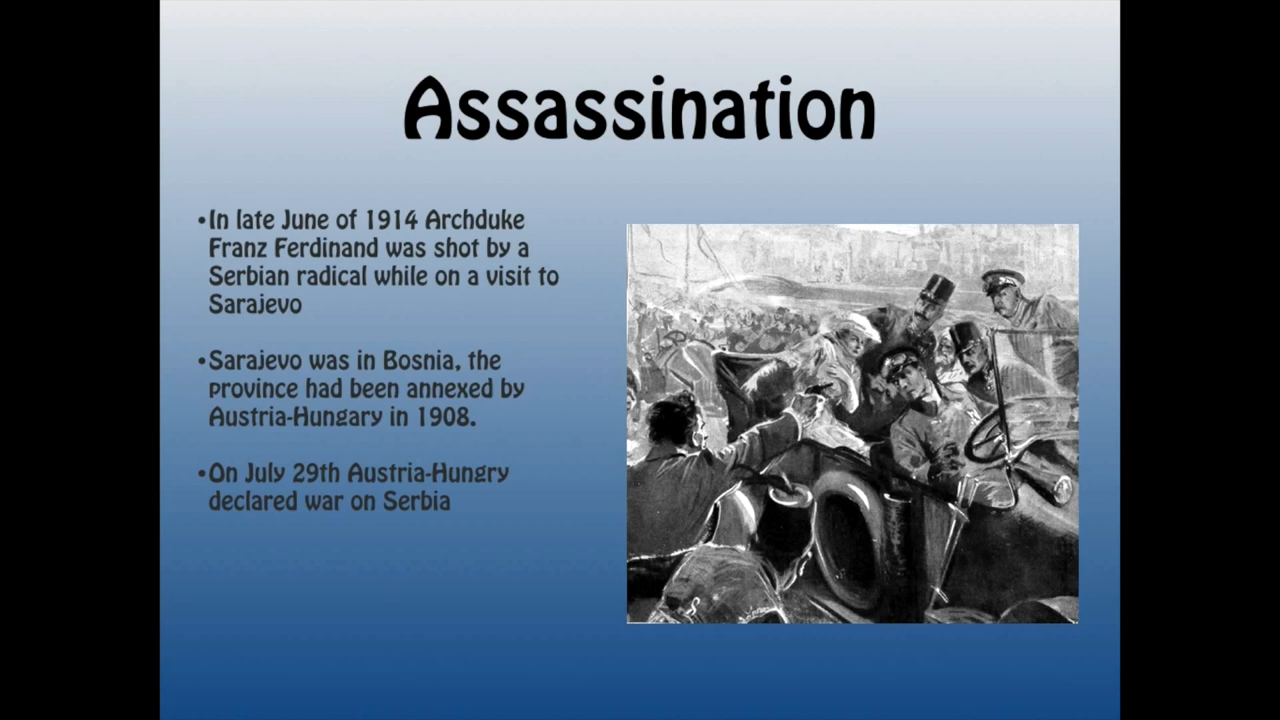 Assassination
•In late June of 1914 Archduke
Franz Ferdinand was shot by a
Serbian radical while on a visit to
Sarajevo
•Sarajevo was in Bosnia, the
province had been annexed by
Austria-Hungary in 1908.
•On July 29th Austria-Hungry
declared war on Serbia